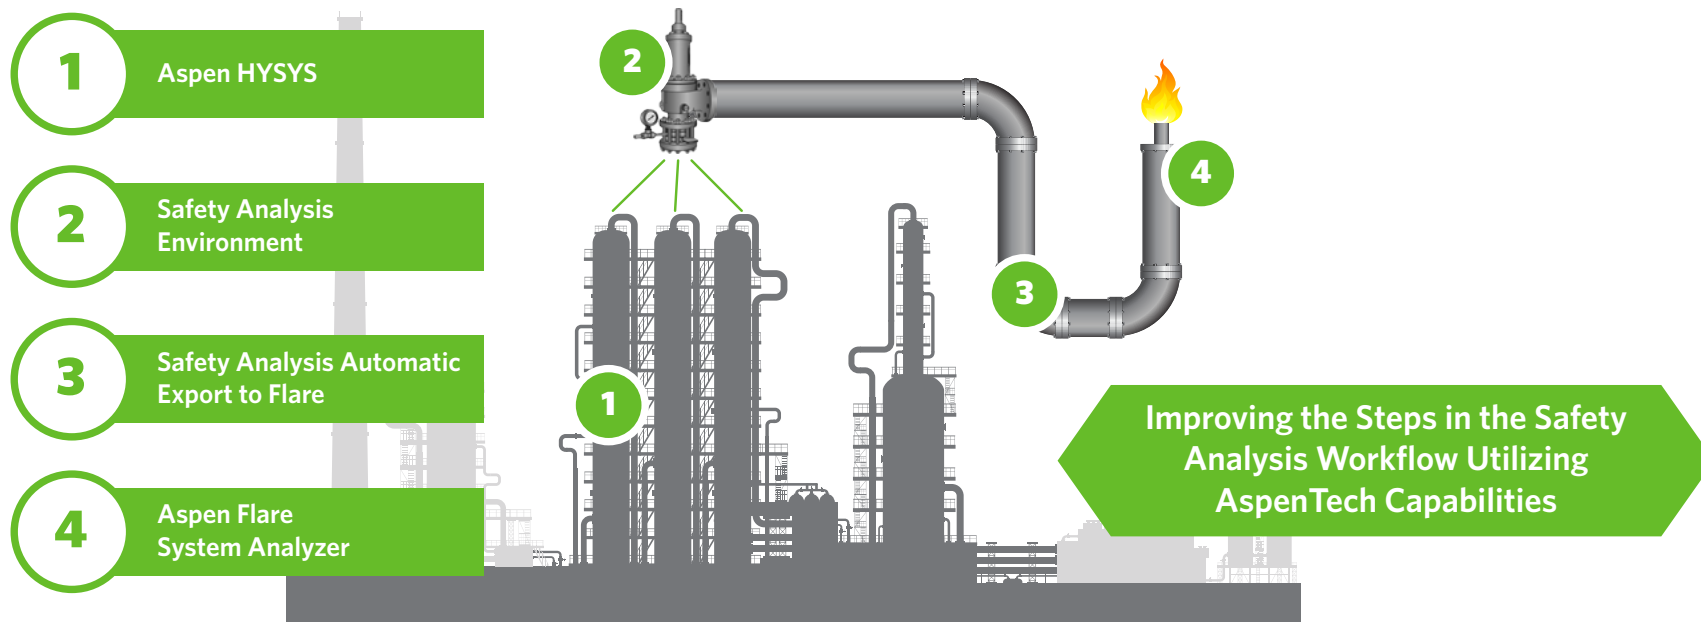 1
Aspen HYSYS
2
Safety Analysis
Environment
3
Safety Analysis Automatic
Export to Flare
4
Aspen Flare
System Analyzer
2
4
3
1
Improving the Steps in the Safety
Analysis Workflow Utilizing
AspenTech Capabilities